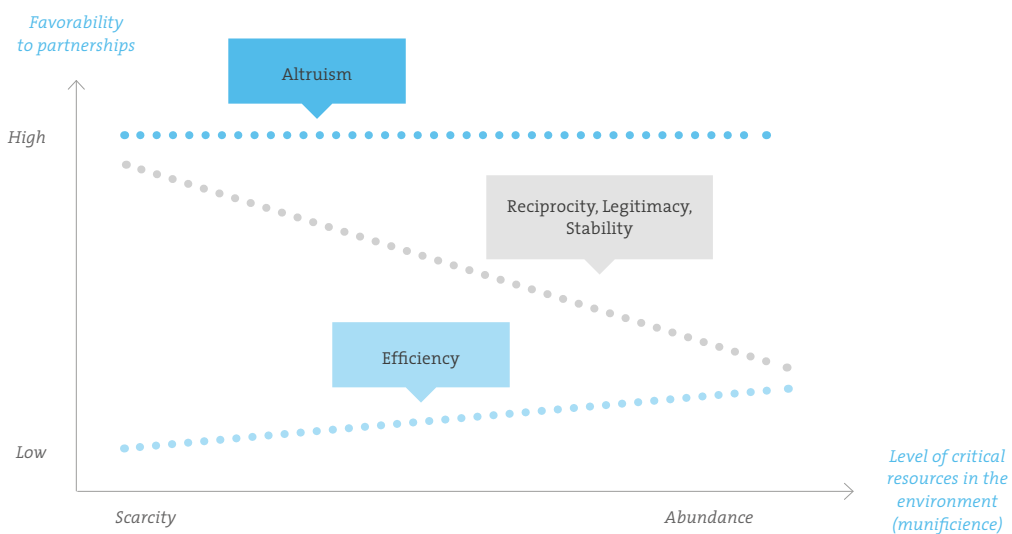 Favorability
to partnerships
Altruism
High
Reciprocity, Legitimacy,
Stability
Efficiency
Low
Level of critical
resources in the
environment
(munificience)
Scarcity
Abundance